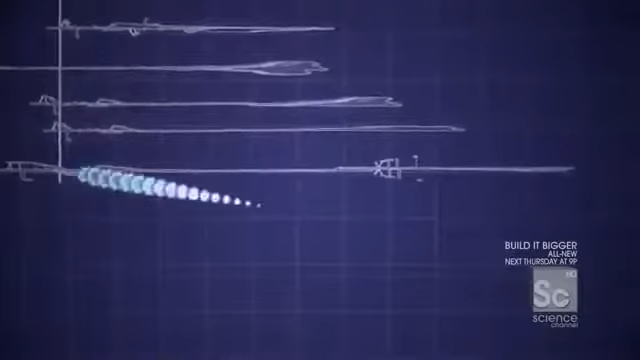 BUILD IT BIGGER
ALL-NEW
NEXT THURSDAY AT 9P
HD
Sc
science
channel